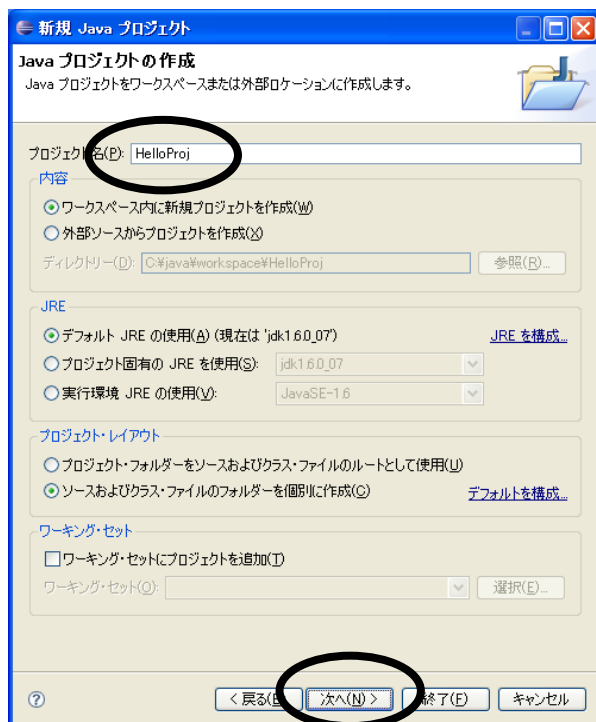 新規 Java プロジェクト
Java プロジェクトの作成
Java プロジェクトをワークスペースまたは外部ロケーションに作成します。
プロジェクト名(P): HelloProj
内容
ワークスペース内に新規プロジェクトを作成(W)
外部ソースからプロジェクトを作成(X)
ディレクトリー(D): C:¥java¥workspace¥HelloProj 参照(R)...
JRE
デフォルト JRE の使用(A) (現在は 'jdk1.6.0_07') JRE を構成...
プロジェクト固有の JRE を使用(S): jdk1.6.0_07
実行環境 JRE の使用(V): JavaSE-1.6
プロジェクト・レイアウト
プロジェクト・フォルダーをソースおよびクラス・ファイルのルートとして使用(U)
ソースおよびクラス・ファイルのフォルダーを個別に作成(C) デフォルトを構成...
ワーキング・セット
ワーキング・セットにプロジェクトを追加(T)
ワーキング・セット(O): 選択(E)...
? < 戻る(B 次へ(N) > 終了(F) キャンセル